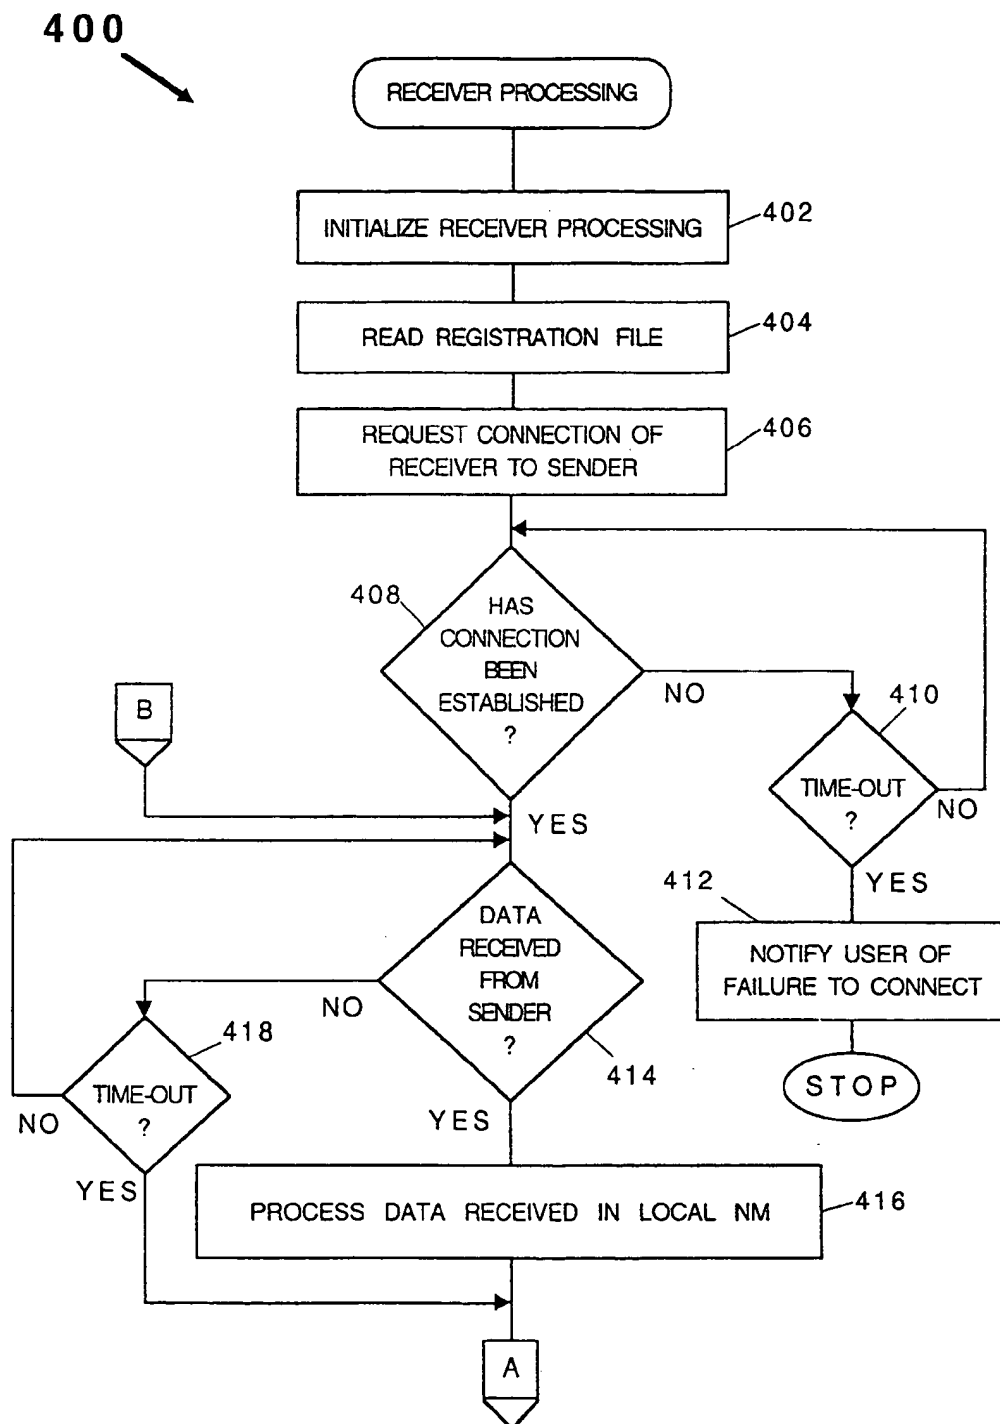 400
RECEIVER PROCESSING
INITIALIZE RECEIVER PROCESSING
402
READ REGISTRATION FILE
404
REQUEST CONNECTION OF
RECEIVER TO SENDER
406
408
HAS
CONNECTION
BEEN
ESTABLISHED
?
NO
B
410
TIME-OUT
?
NO
YES
YES
412
NOTIFY USER OF
FAILURE TO CONNECT
STOP
DATA
RECEIVED
FROM
SENDER
?
414
NO
418
TIME-OUT
?
NO
YES
YES
PROCESS DATA RECEIVED IN LOCAL NM
416
A